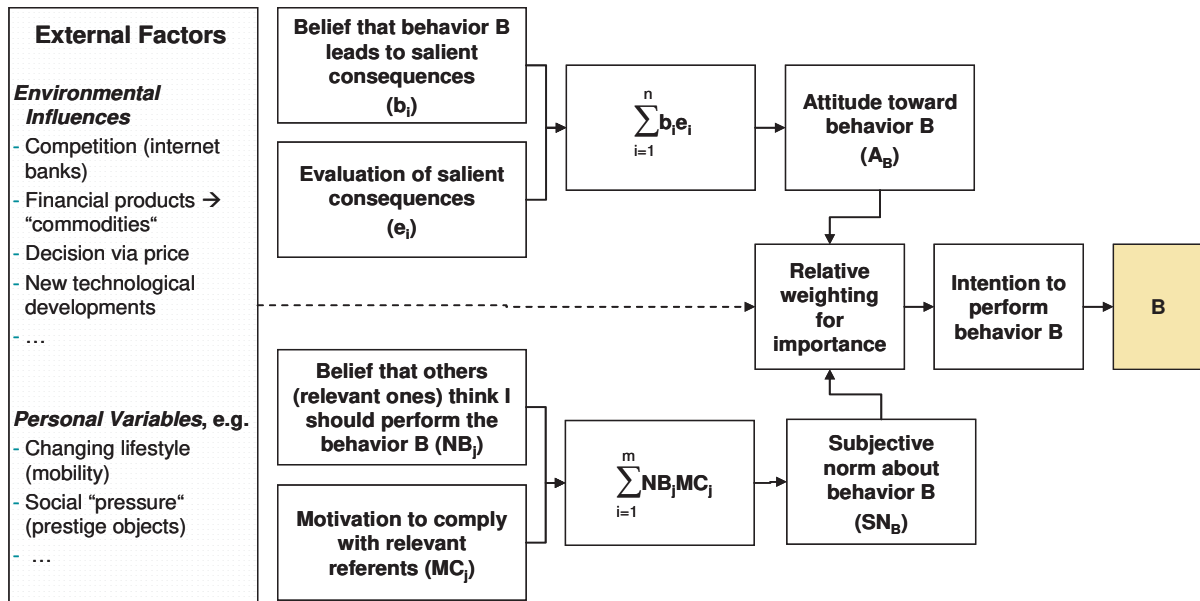 External Factors
Environmental
Influences
- Competition (internet
banks)
- Financial products →
“commodities“
- Decision via price
- New technological
developments
- …
Personal Variables, e.g.
- Changing lifestyle
(mobility)
- Social “pressure“
(prestige objects)
- …
Belief that behavior B
leads to salient
consequences
(bi)
Evaluation of salient
consequences
(ei)
n
∑biei
i=1
Attitude toward
behavior B
(AB)
Relative
weighting
for
importance
Intention to
perform
behavior B
B
Belief that others
(relevant ones) think I
should perform the
behavior B (NBj)
Motivation to comply
with relevant
referents (MCj)
m
∑NBjMCj
i=1
Subjective
norm about
behavior B
(SNB)